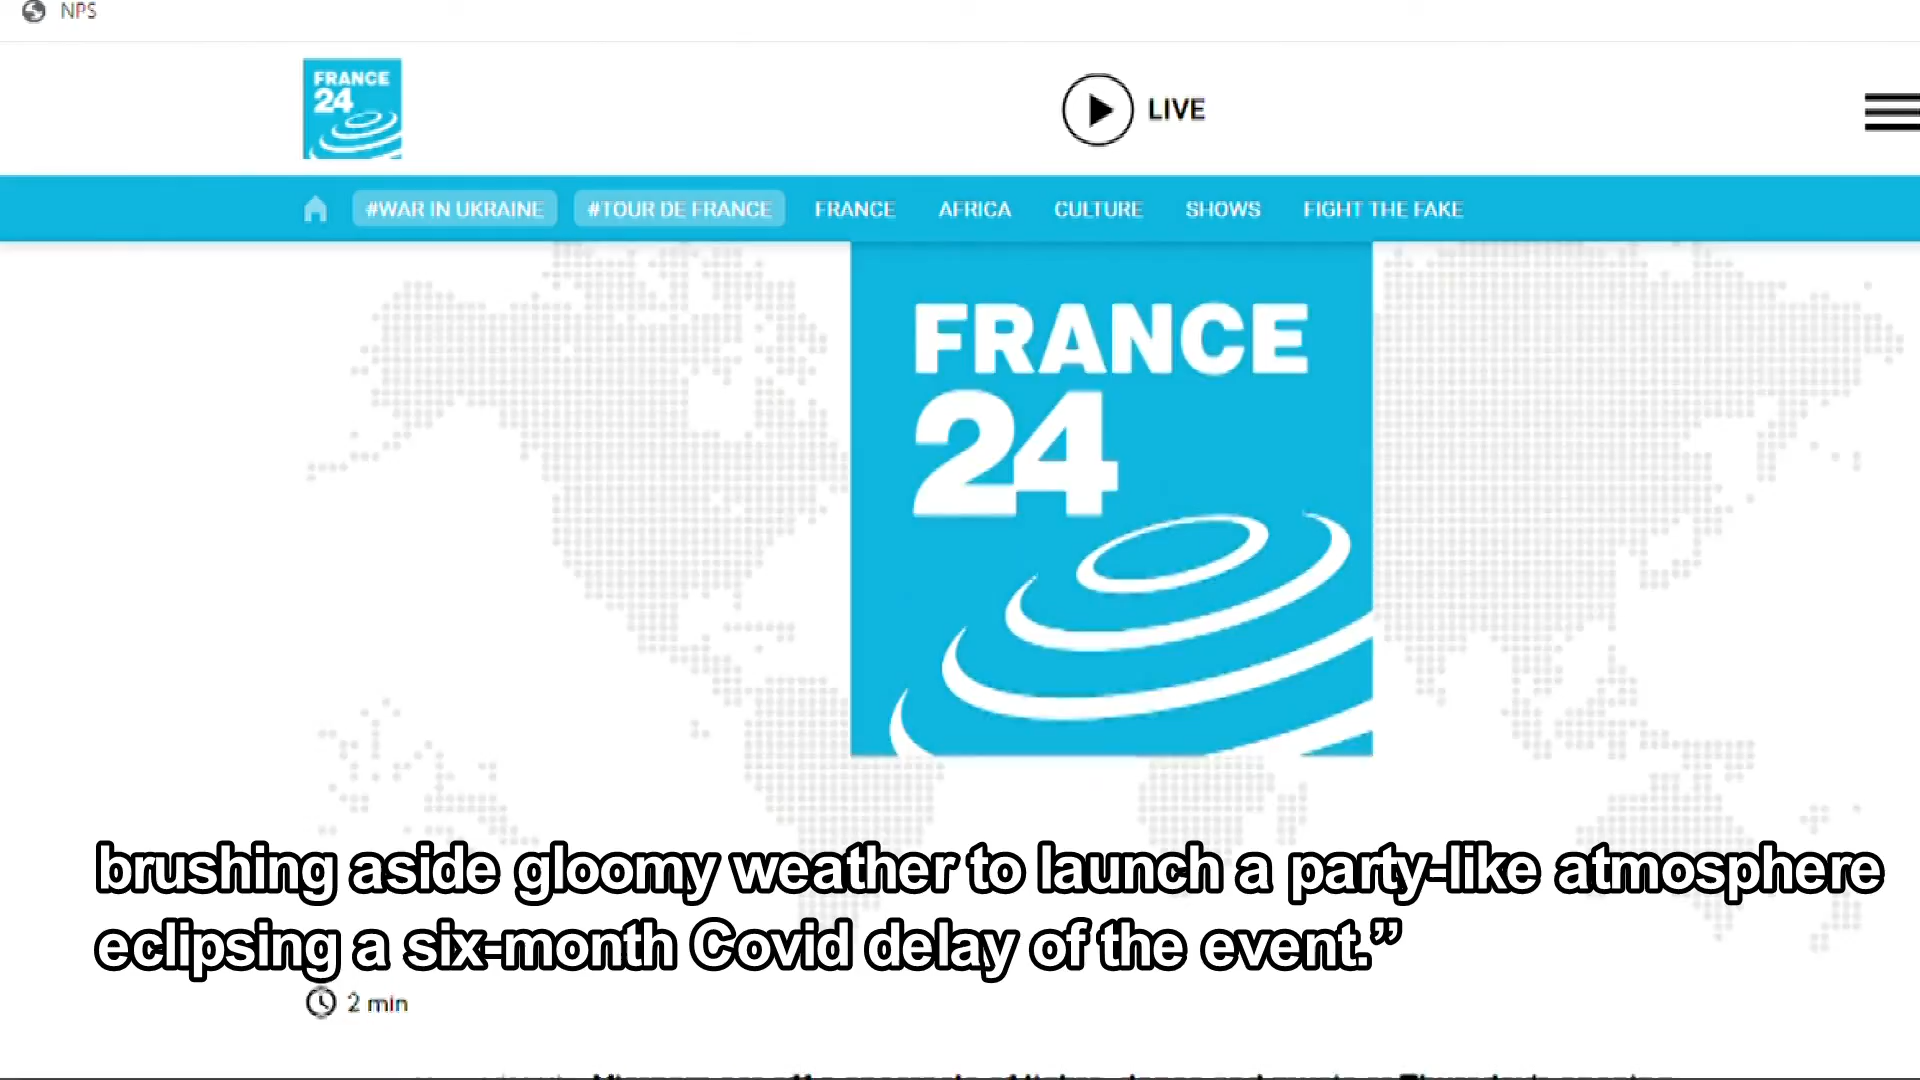 NPS
FRANCE
24
LIVE
#WAR IN UKRAINE #TOUR DE FRANCE FRANCE AFRICA CULTURE SHOWS FIGHT THE FAKE
FRANCE
24
brushing aside gloomy weather to launch a party-like atmosphere
eclipsing a six-month Covid delay of the event.”
2 min